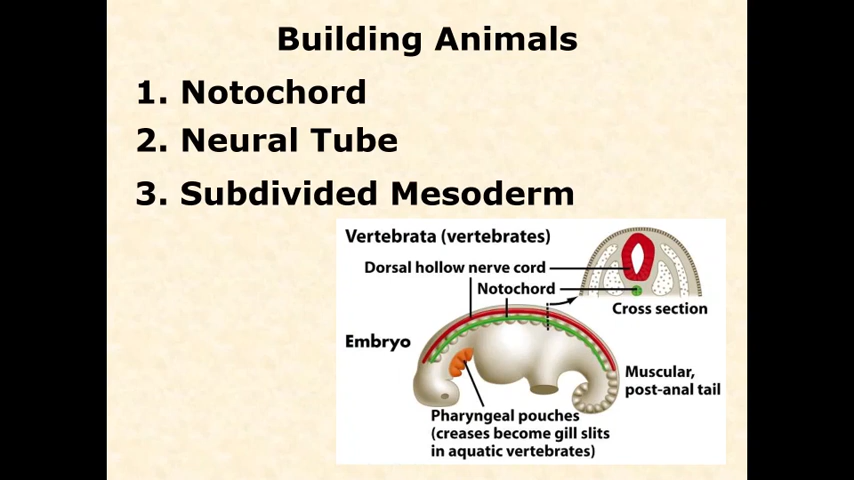 Building Animals
1. Notochord
2. Neural Tube
3. Subdivided Mesoderm
Vertebrata (vertebrates)
Dorsal hollow nerve cord
Notochord
Cross section
Embryo
Muscular,
post-anal tail
Pharyngeal pouches
(creases become gill slits
in aquatic vertebrates)